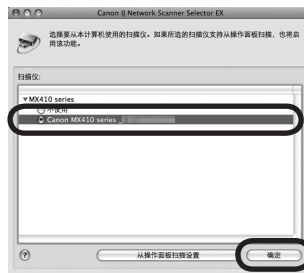 Canon IJ Network Scanner Selector EX
选择要从本计算机使用的扫描仪。如果所选的扫描仪支持从操作面板扫描，也将启
用该功能。
扫描仪:
MX410 series
不使用
Canon MX410 series _
从操作面板扫描设置
确定